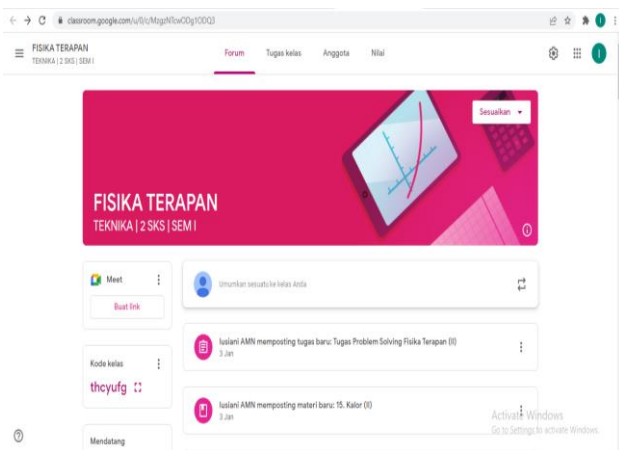 classroom.google.com/u/0/c/MzgzNTcwODg1ODQ3
FISIKA TERAPAN
TEKNIKA | 2 SKS | SEM I
Forum
Tugas kelas
Anggota
Nilai
I
Sesuaikan
FISIKA TERAPAN
TEKNIKA | 2 SKS | SEM I
Meet
Buat link
Umumkan sesuatu ke kelas Anda
Kode kelas
thcyufg
Iusiani AMN memposting tugas baru: Tugas Problem Solving Fisika Terapan (II)
3 Jan
Iusiani AMN memposting materi baru: 15. Kalor (II)
3 Jan
Mendatang
Activate Windows
Go to Settings to activate Windows.